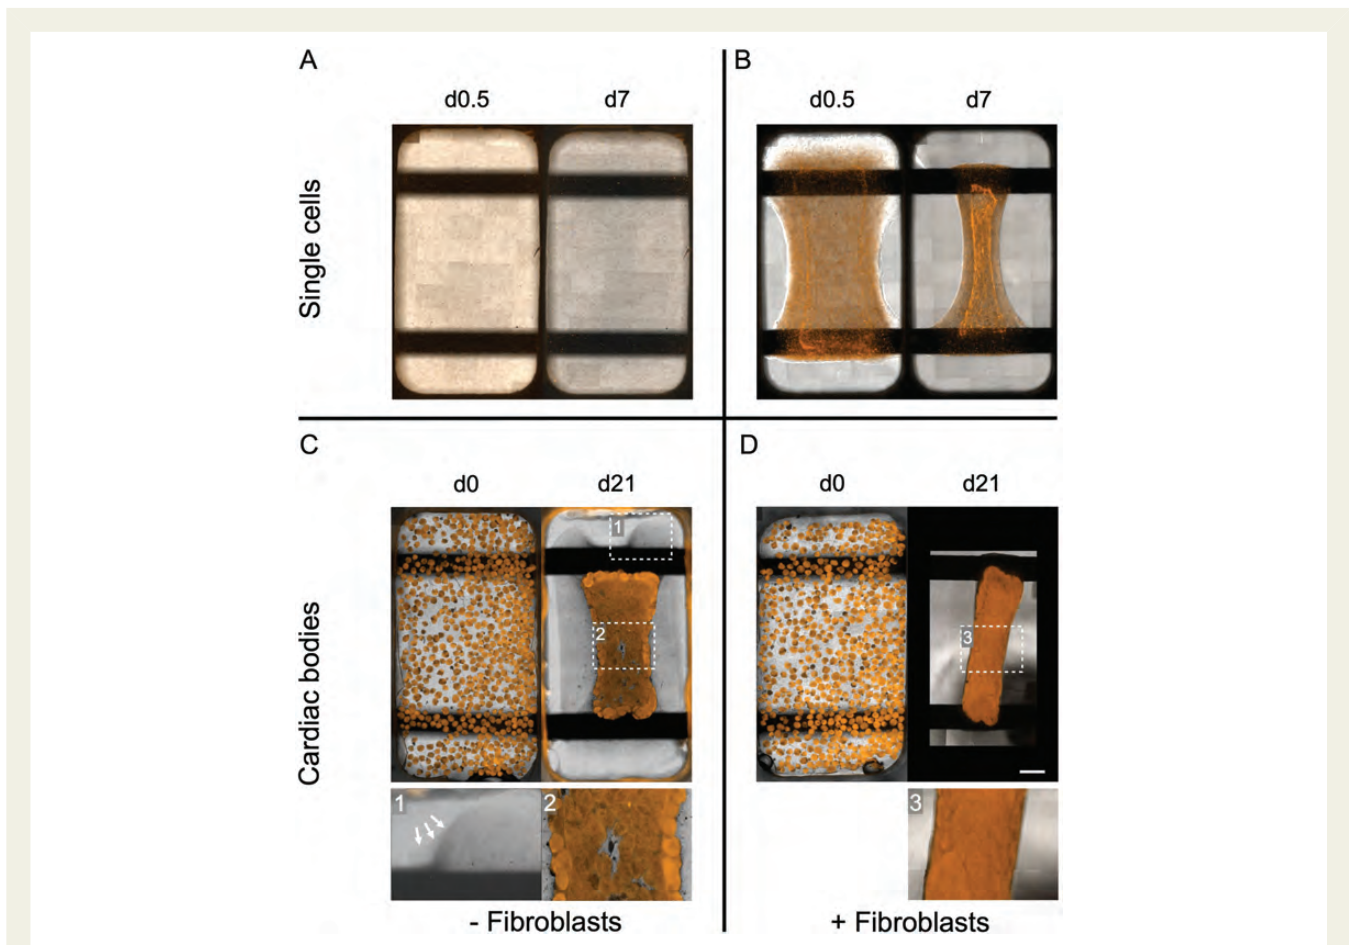 A
B
d0.5 d7
d0.5 d7
Single cells
C
D
d0 d21
d0 d21
1
2
3
Cardiac bodies
1
2
3
- Fibroblasts
+ Fibroblasts